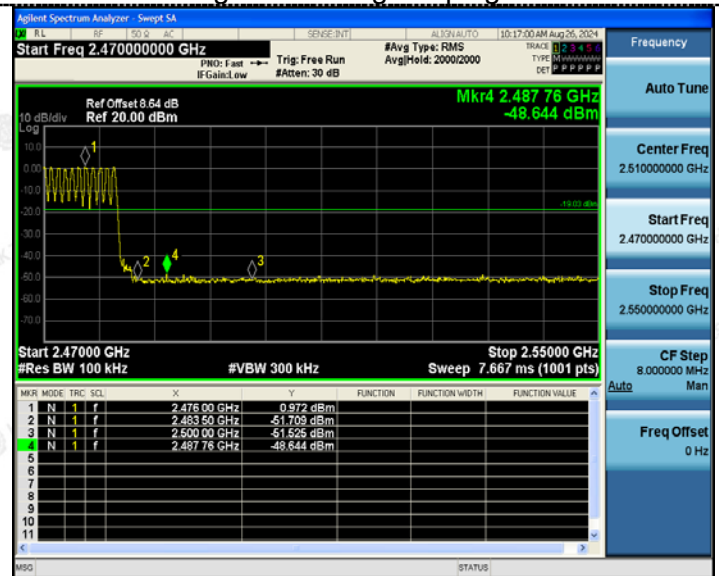 Agilent Spectrum Analyzer - Swept SA
RL RF 50 Ω AC SENSE:INT ALIGN AUTO 10:17:00 AM Aug 26, 2024
Start Freq 2.470000000 GHz
PNO: Fast
IFGain:Low
Trig: Free Run
#Atten: 30 dB
#Avg Type: RMS
Avg|Hold: 2000/2000
TRACE 1 2 3 4 5 6
TYPE M
DET P P P P P P
Mkr4 2.487 76 GHz
-48.644 dBm
Ref Offset 8.64 dB
10 dB/div Ref 20.00 dBm
Log
10.0
0.00
-10.0
-20.0
-30.0
-40.0
-50.0
-60.0
-70.0
1
2
4
3
-19.03 dBm
Start 2.47000 GHz Stop 2.55000 GHz
#Res BW 100 kHz #VBW 300 kHz Sweep 7.667 ms (1001 pts)
MKR MODE TRC SCL X Y FUNCTION FUNCTION WIDTH FUNCTION VALUE
1 N 1 f 2.476 00 GHz 0.972 dBm
2 N 1 f 2.483 50 GHz -51.709 dBm
3 N 1 f 2.500 00 GHz -51.525 dBm
4 N 1 f 2.487 76 GHz -48.644 dBm
5
6
7
8
9
10
11
MSG STATUS
Frequency
Auto Tune
Center Freq
2.510000000 GHz
Start Freq
2.470000000 GHz
Stop Freq
2.550000000 GHz
CF Step
8.000000 MHz
Auto Man
Freq Offset
0 Hz